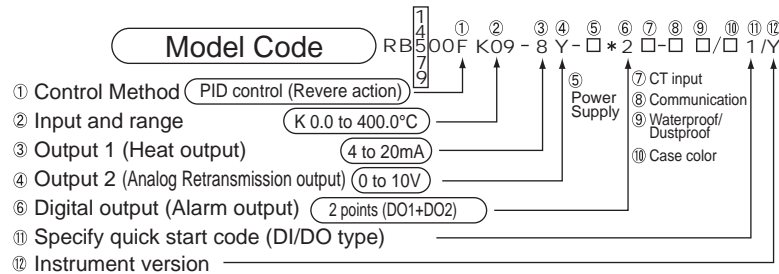 1
4
5
7
9
① ② ③ ④ ⑤ ⑥ ⑦ ⑧ ⑨ ⑩ ⑪ ⑫
Model Code RB500F K09-8 Y-□*2 □-□ □/□ 1/Y
① Control Method PID control (Revere action)
② Input and range K 0.0 to 400.0°C
③ Output 1 (Heat output) 4 to 20mA
④ Output 2 (Analog Retransmission output) 0 to 10V
⑥ Digital output (Alarm output) 2 points (DO1+DO2)
⑪ Specify quick start code (DI/DO type)
⑫ Instrument version
⑤
Power
Supply
⑦ CT input
⑧ Communication
⑨ Waterproof/
Dustproof
⑩ Case color